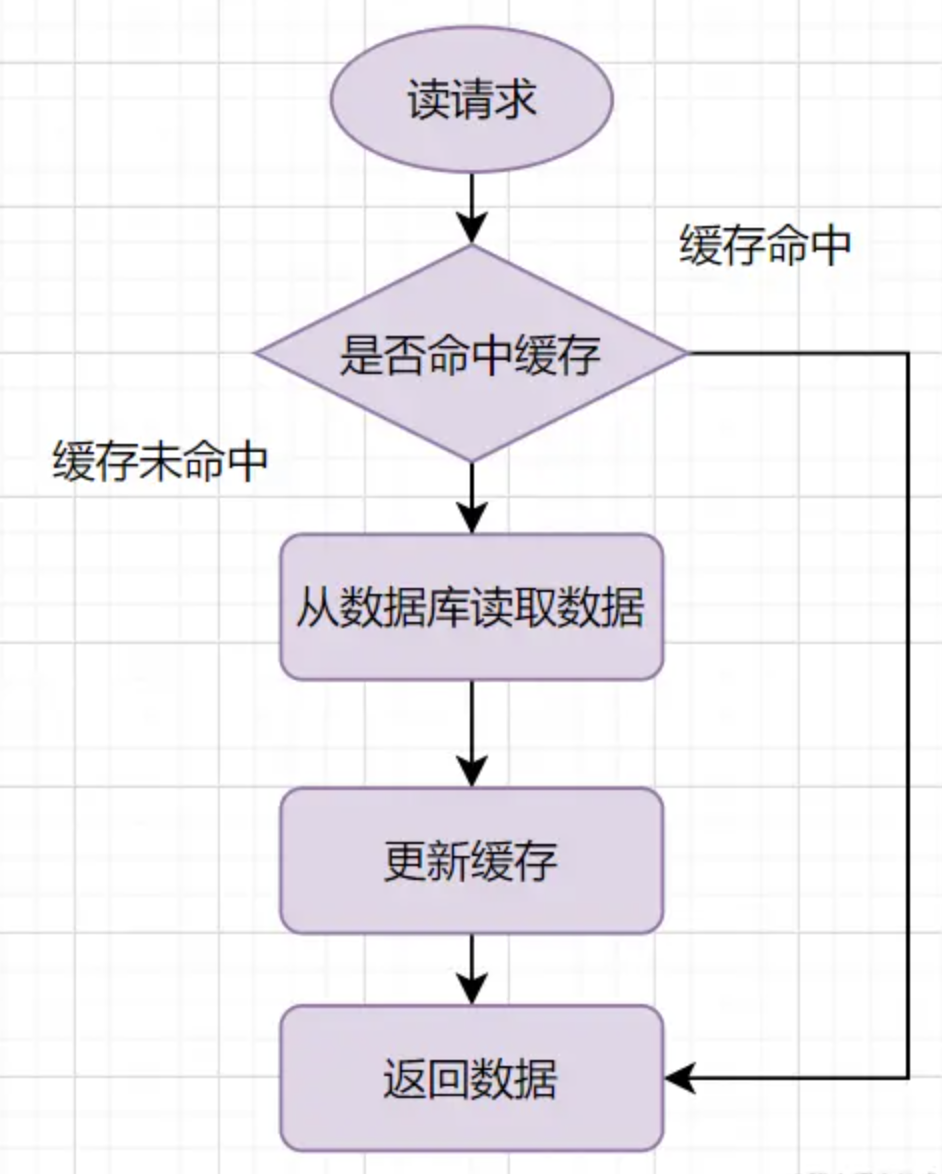 读请求
缓存命中
是否命中缓存
缓存未命中
从数据库读取数据
更新缓存
返回数据